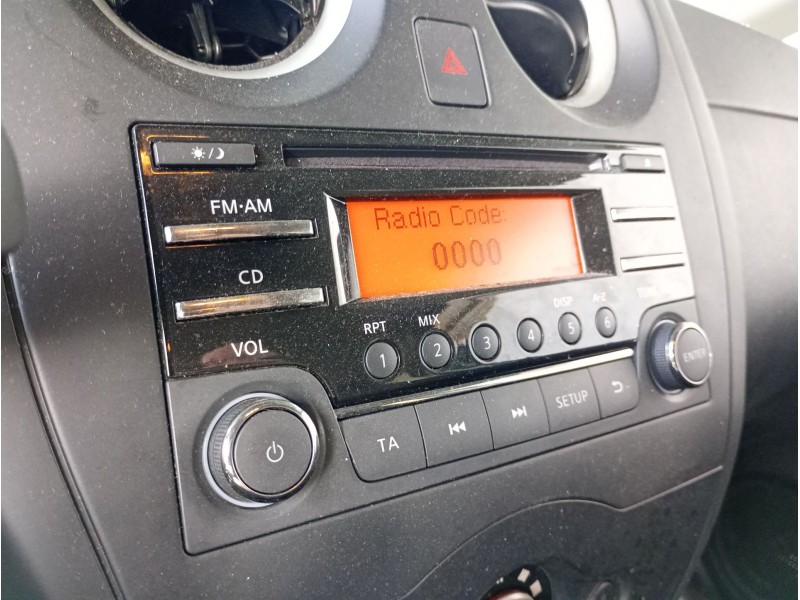 FM·AM
Radio Code:
0000
CD
RPT
MIX
DISP
A-Z
1
2
3
4
5
6
VOL
ENTER
TA
SETUP